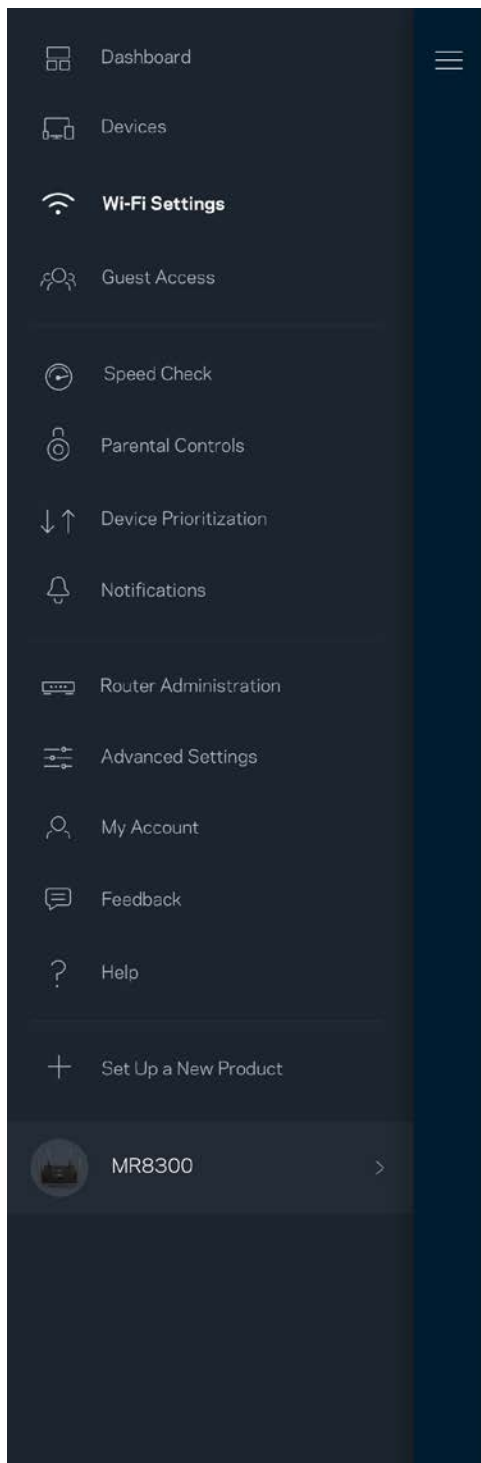 Dashboard
Devices
Wi-Fi Settings
Guest Access
Speed Check
Parental Controls
Device Prioritization
Notifications
Router Administration
Advanced Settings
My Account
Feedback
Help
Set Up a New Product
MR8300